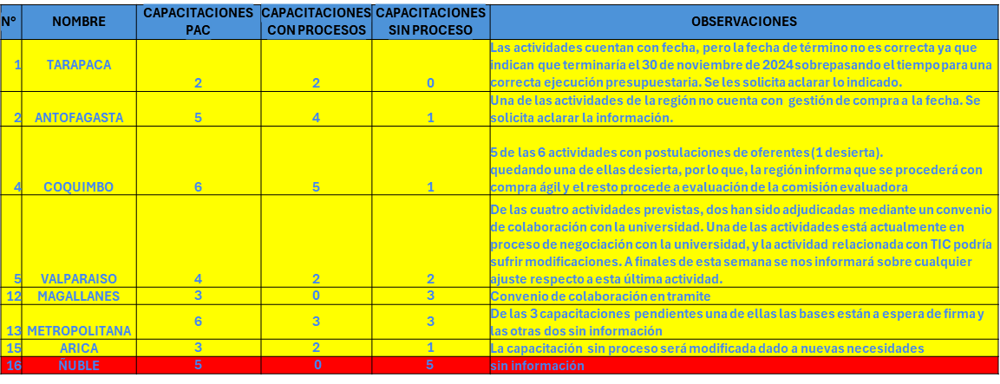 N° NOMBRE CAPACITACIONES PAC CAPACITACIONES CON PROCESOS CAPACITACIONES SIN PROCESO OBSERVACIONES
1 TARAPACA 2 2 0 Las actividades cuentan con fecha, pero la fecha de término no es correcta ya que
indican que terminaría el 30 de noviembre de 2024 sobrepasando el tiempo para una
correcta ejecución presupuestaria. Se les solicita aclarar lo indicado.
2 ANTOFAGASTA 5 4 1 Una de las actividades de la región no cuenta con gestión de compra a la fecha. Se
solicita aclarar la información.
4 COQUIMBO 6 5 1 5 de las 6 actividades con postulaciones de oferentes (1 desierta).
quedando una de ellas desierta, por lo que, la región informa que se procederá con
compra ágil y el resto procede a evaluación de la comisión evaluadora
5 VALPARAISO 4 2 2 De las cuatro actividades previstas, dos han sido adjudicadas mediante un convenio
de colaboración con la universidad. Una de las actividades está actualmente en
proceso de negociación con la universidad, y la actividad relacionada con TIC podría
sufrir modificaciones. A finales de esta semana se nos informará sobre cualquier
ajuste respecto a esta última actividad.
12 MAGALLANES 3 0 3 Convenio de colaboración en tramite
13 METROPOLITANA 6 3 3 De las 3 capacitaciones pendientes una de ellas las bases están a espera de firma y
las otras dos sin información
15 ARICA 3 2 1 La capacitación sin proceso será modificada dado a nuevas necesidades
16 ÑUBLE 5 0 5 sin información